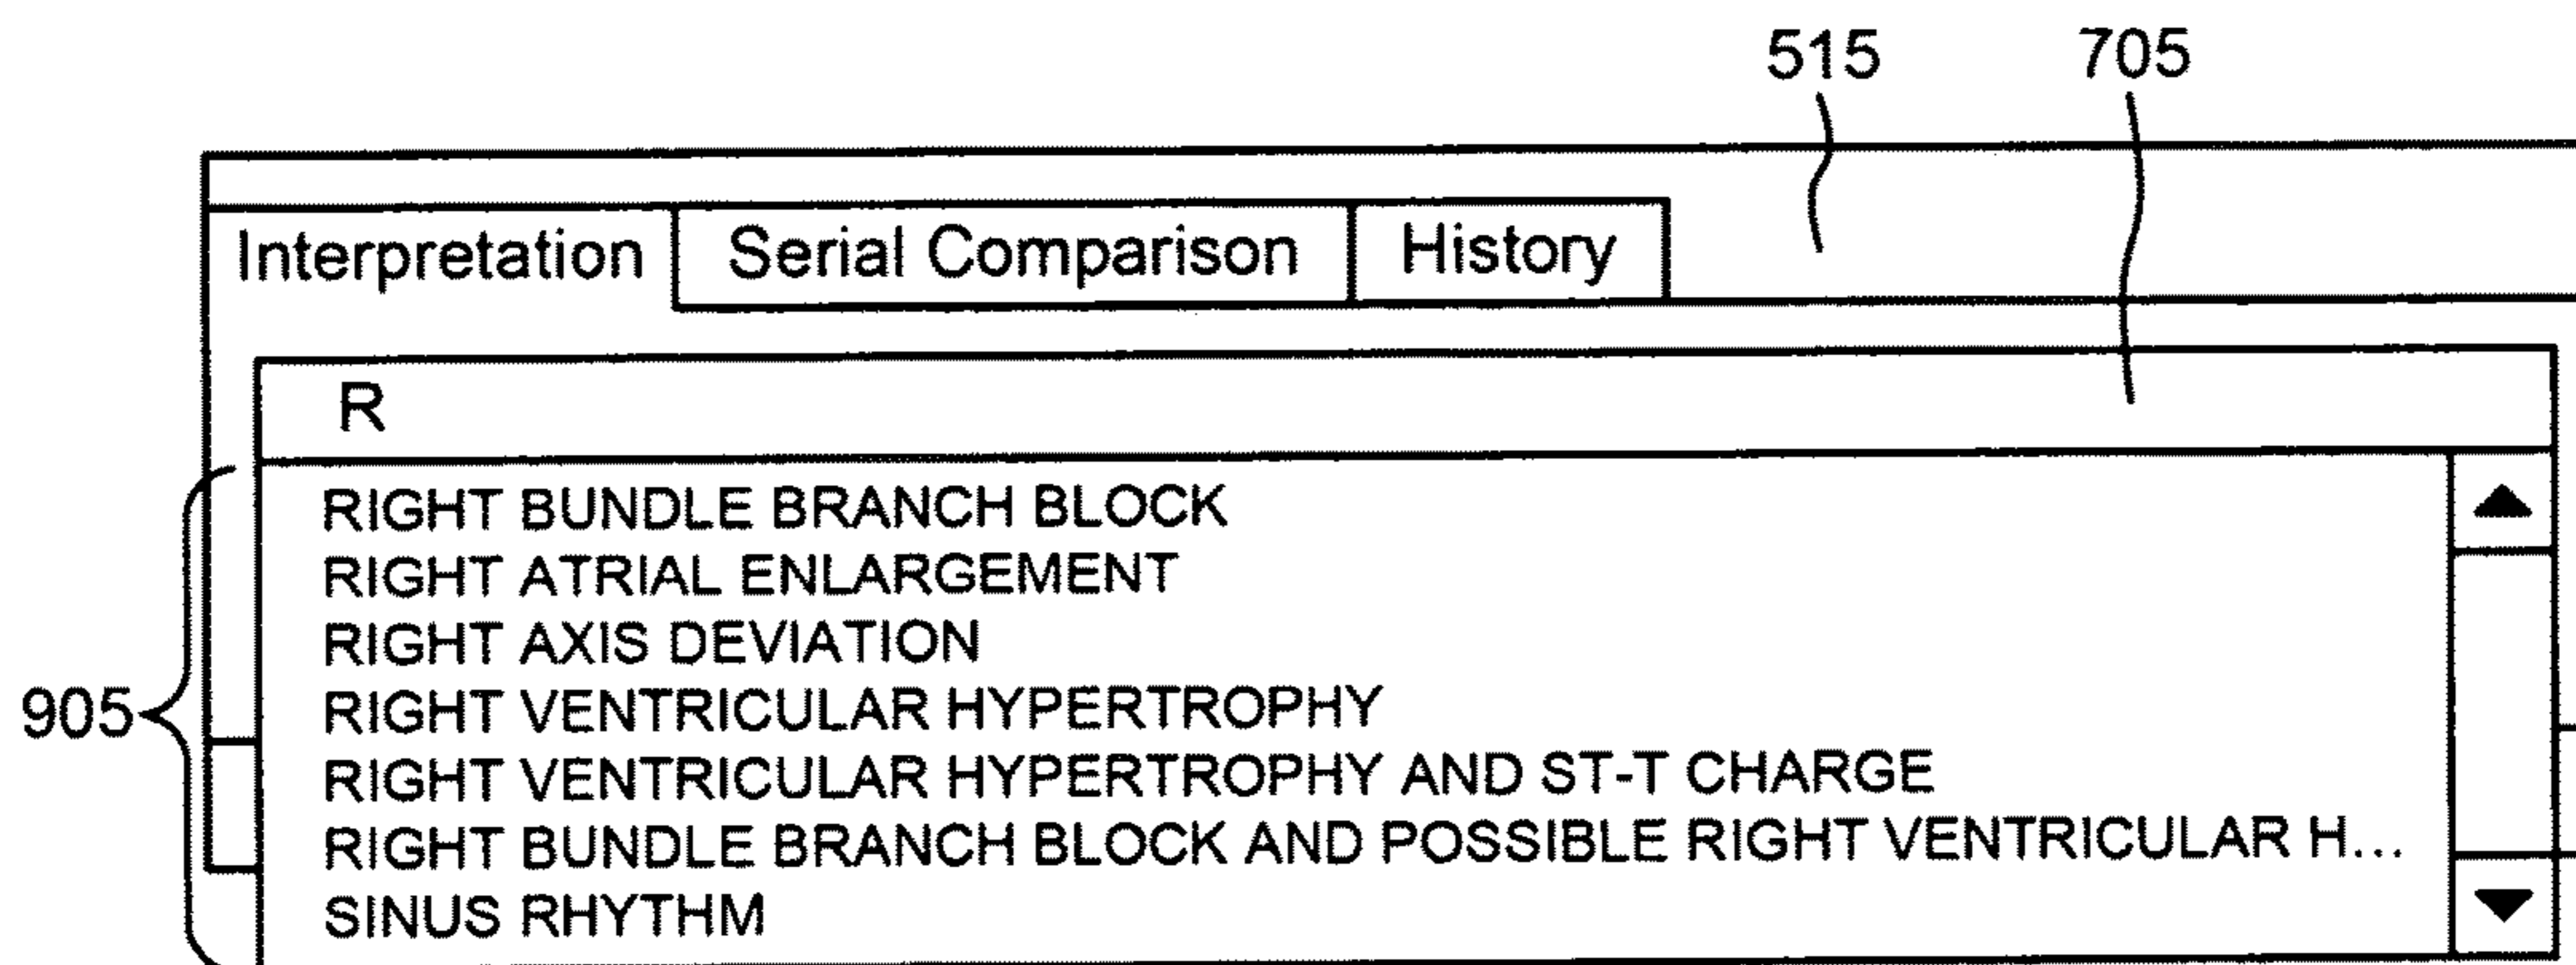 515 705
Interpretation Serial Comparison History
R
RIGHT BUNDLE BRANCH BLOCK
RIGHT ATRIAL ENLARGEMENT
RIGHT AXIS DEVIATION
905 RIGHT VENTRICULAR HYPERTROPHY
RIGHT VENTRICULAR HYPERTROPHY AND ST-T CHARGE
RIGHT BUNDLE BRANCH BLOCK AND POSSIBLE RIGHT VENTRICULAR H...
SINUS RHYTHM